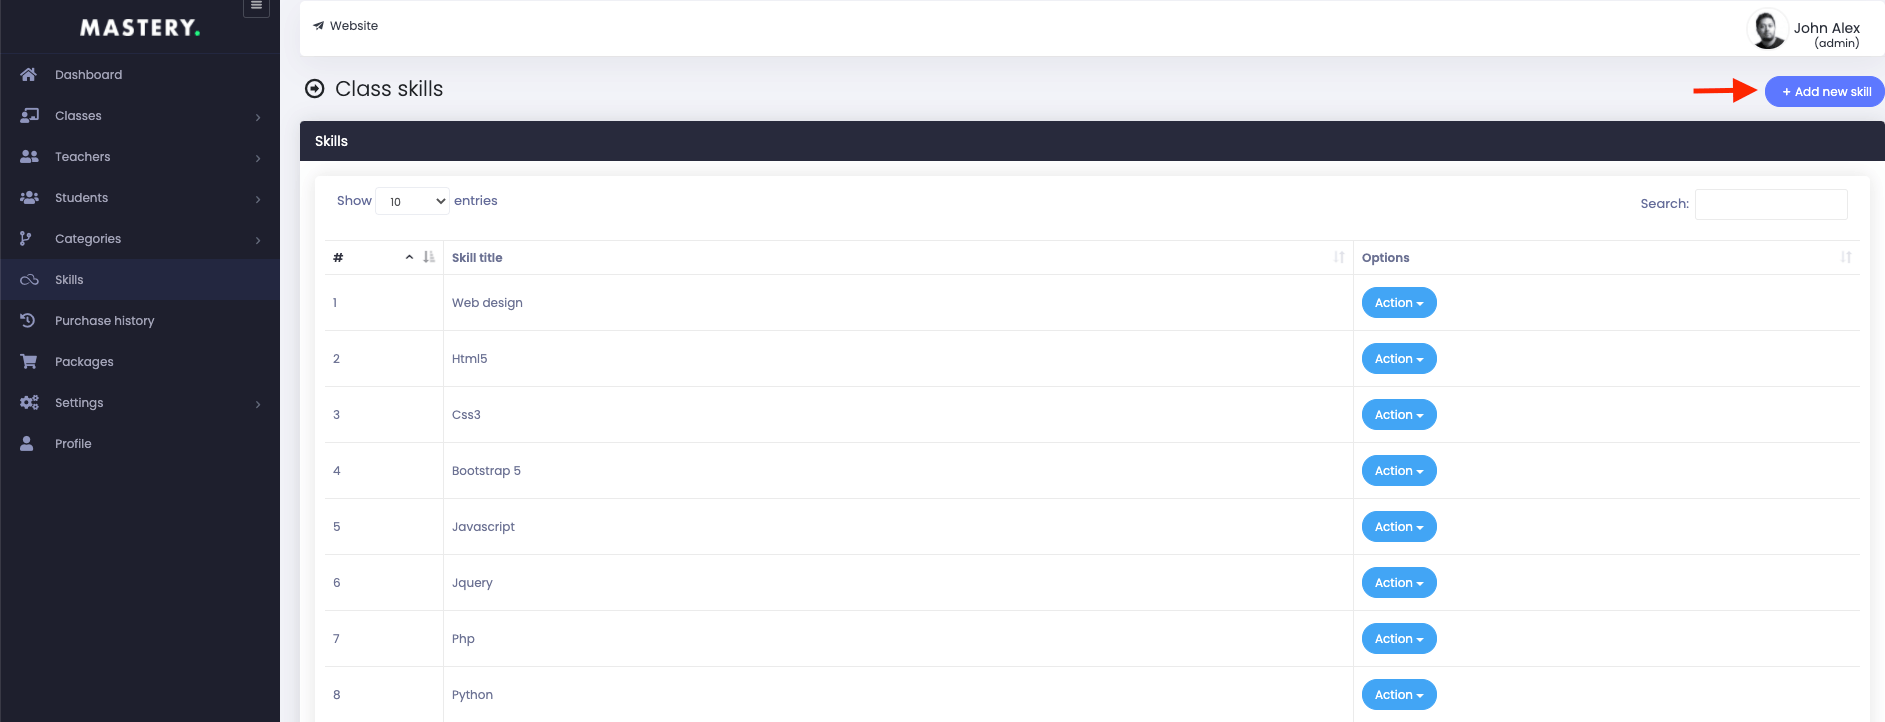 MASTERY.
Dashboard
Classes
Teachers
Students
Categories
Skills
Purchase history
Packages
Settings
Profile
Website
John Alex
(admin)
Class skills
+ Add new skill
Skills
Show 10 entries
Search:
# Skill title Options
1 Web design Action
2 Html5 Action
3 Css3 Action
4 Bootstrap 5 Action
5 Javascript Action
6 Jquery Action
7 Php Action
8 Python Action